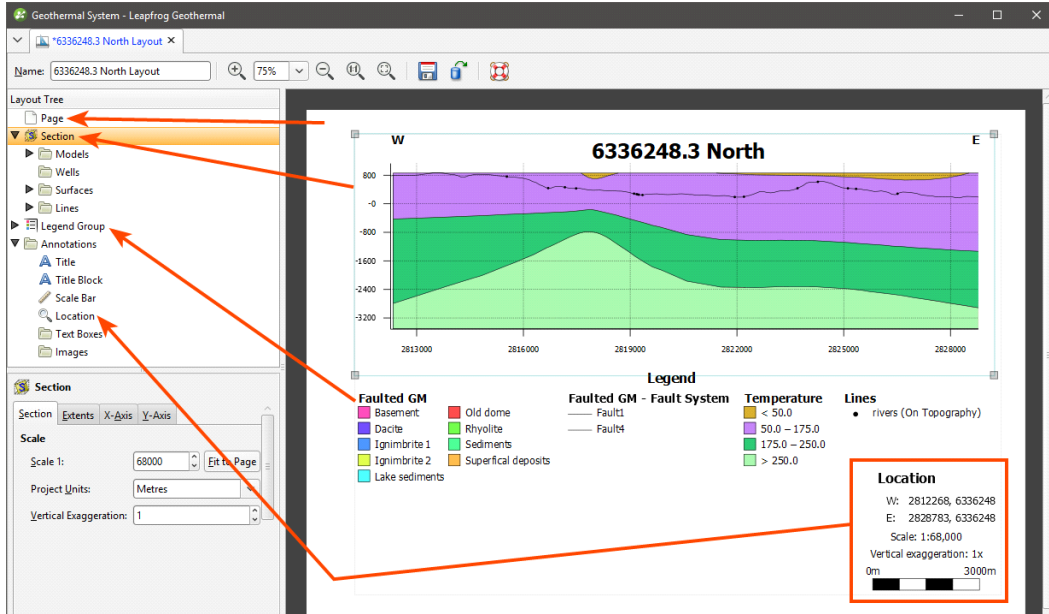 Geothermal System - Leapfrog Geothermal
*6336248.3 North Layout
Name: 6336248.3 North Layout
75%
Layout Tree
Page
Section
Models
Wells
Surfaces
Lines
Legend Group
Annotations
Title
Title Block
Scale Bar
Location
Text Boxes
Images
Section
Section Extents X-Axis Y-Axis
Scale
Scale 1: 68000 Fit to Page
Project Units: Metres
Vertical Exaggeration: 1
W E
6336248.3 North
800
-0
-800
-1600
-2400
-3200
2813000 2816000 2819000 2822000 2825000 2828000
Legend
Faulted GM
Basement
Dacite
Ignimbrite 1
Ignimbrite 2
Lake sediments
Old dome
Rhyolite
Sediments
Superfical deposits
Faulted GM - Fault System
Fault1
Fault4
Temperature
< 50.0
50.0 – 175.0
175.0 – 250.0
> 250.0
Lines
rivers (On Topography)
Location
W: 2812268, 6336248
E: 2828783, 6336248
Scale: 1:68,000
Vertical exaggeration: 1x
0m 3000m